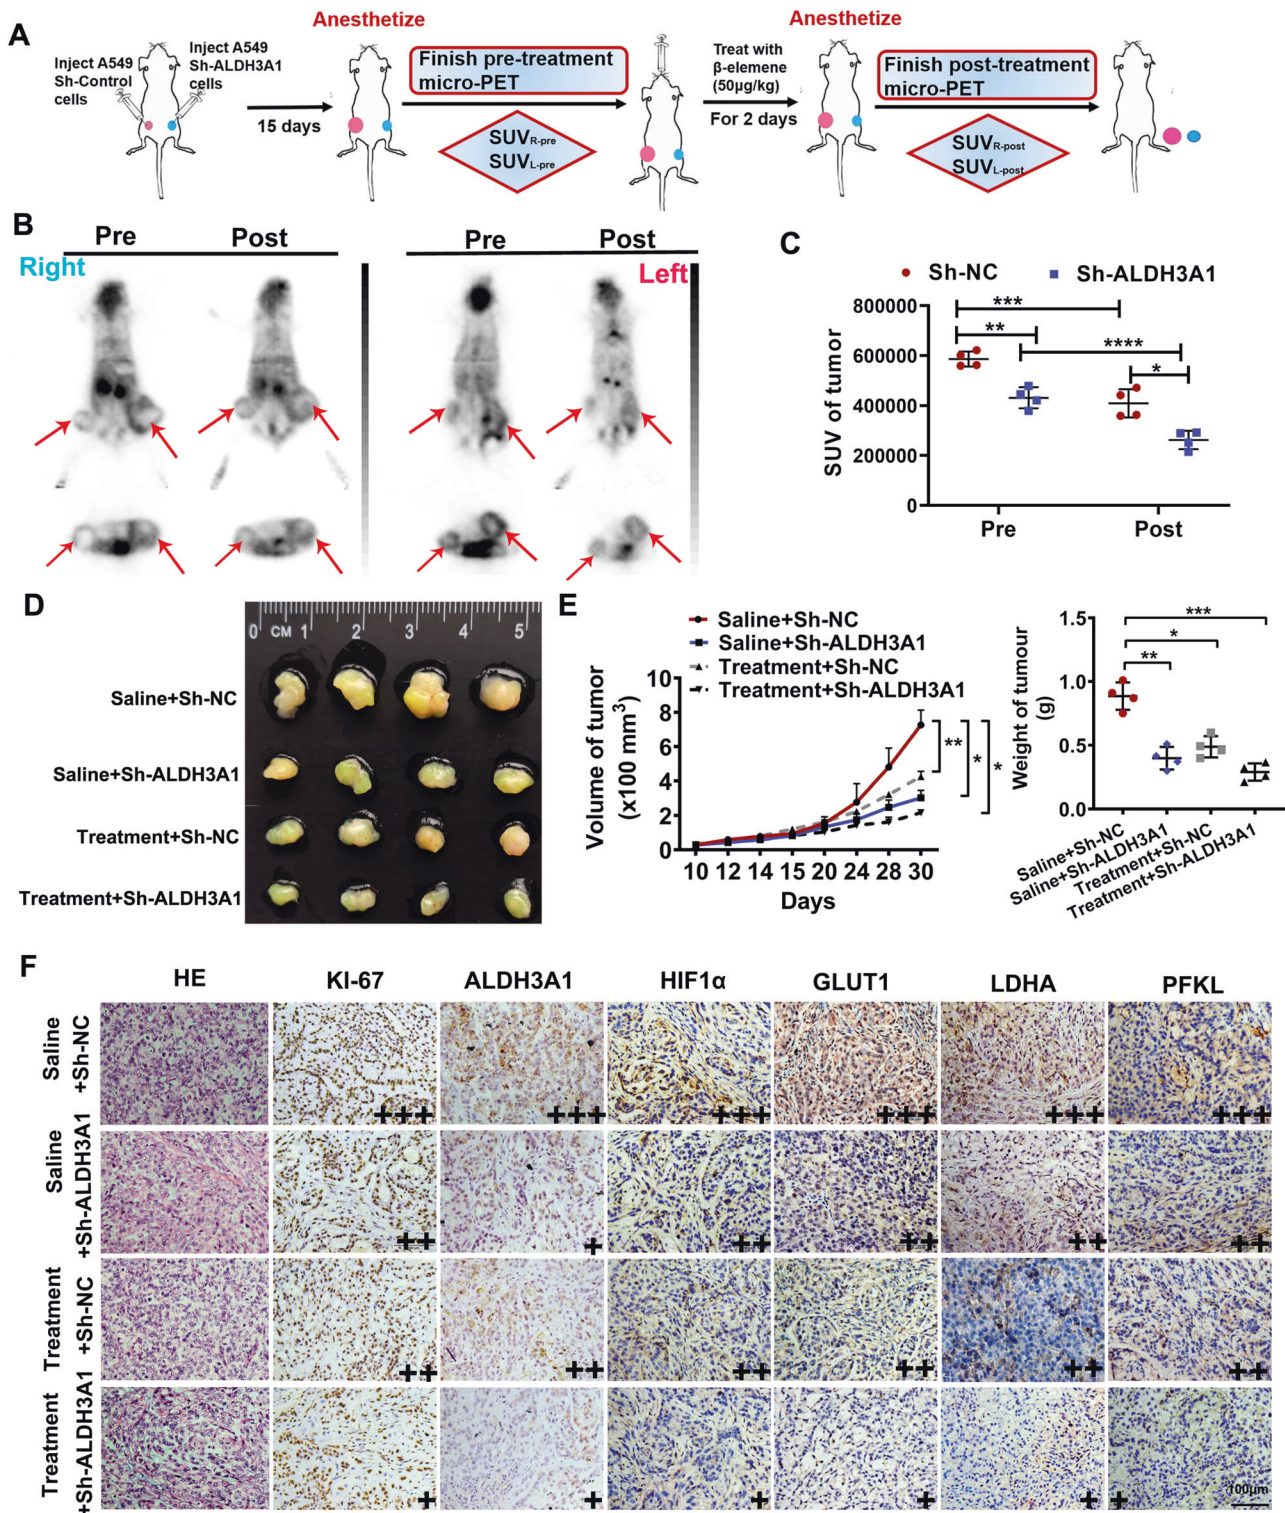 A
Inject A549
Sh-Control
cells
Inject A549
Sh-ALDH3A1
cells
15 days
Anesthetize
Finish pre-treatment
micro-PET
SUVR-pre
SUVL-pre
Treat with
β-elemene
(50μg/kg)
For 2 days
Anesthetize
Finish post-treatment
micro-PET
SUVR-post
SUVL-post
B
Pre
Post
Pre
Post
Right
Left
C
Sh-NC
Sh-ALDH3A1
SUV of tumor
800000
600000
400000
200000
0
***
**
****
*
Pre
Post
D
0 CM 1 2 3 4 5
Saline+Sh-NC
Saline+Sh-ALDH3A1
Treatment+Sh-NC
Treatment+Sh-ALDH3A1
E
Saline+Sh-NC
Saline+Sh-ALDH3A1
Treatment+Sh-NC
Treatment+Sh-ALDH3A1
Volume of tumor
(x100 mm³)
10
8
6
4
2
0
** * *
10 12 14 15 20 24 28 30
Days
Weight of tumour
(g)
1.5
1.0
0.5
0.0
***
*
**
Saline+Sh-NC
Saline+Sh-ALDH3A1
Treatment+Sh-NC
Treatment+Sh-ALDH3A1
F
HE KI-67 ALDH3A1 HIF1α GLUT1 LDHA PFKL
Saline
+Sh-NC
+++ +++ +++ +++ +++ +++
Saline
+Sh-ALDH3A1
++ + ++ ++ ++ ++
Treatment
+Sh-NC
++ ++ ++ ++ ++ ++
Treatment
+Sh-ALDH3A1
+ + + + + +
100μm